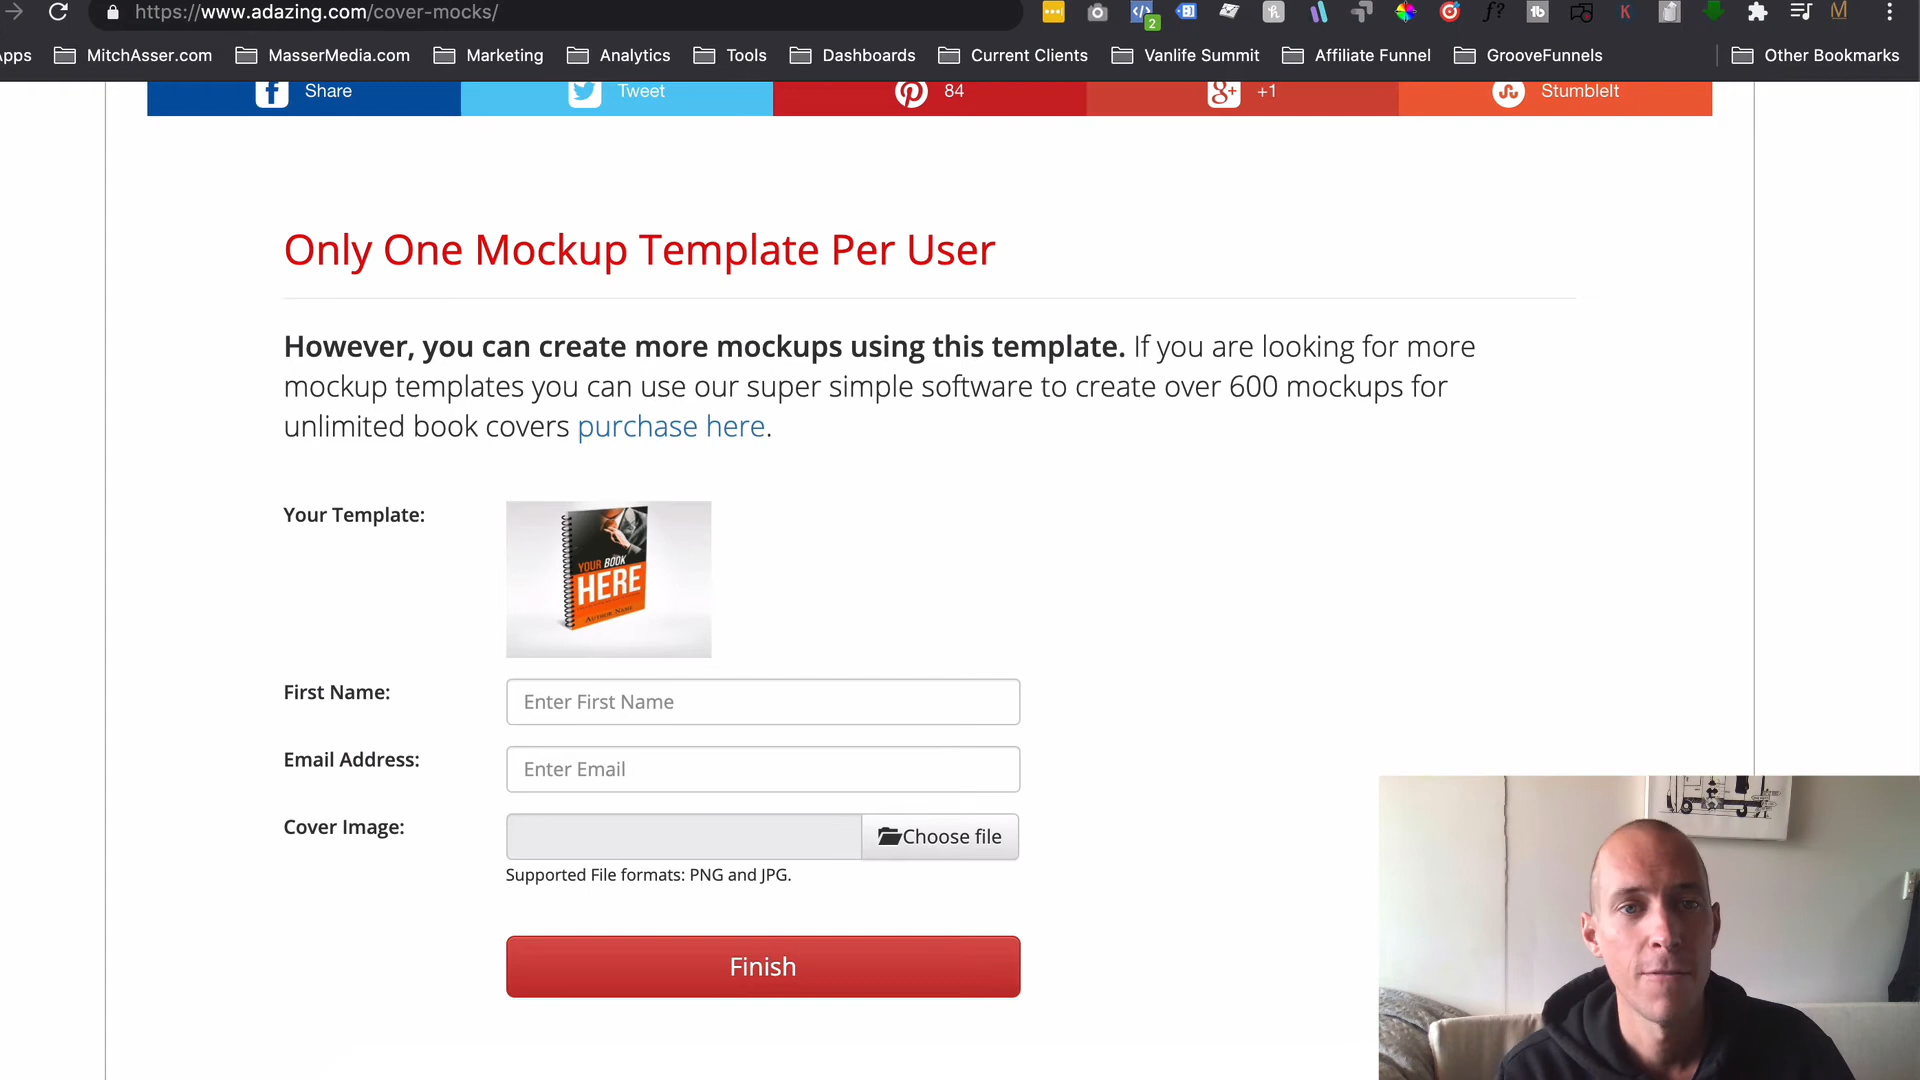 https://www.adazing.com/cover-mocks/
2
Apps MitchAsser.com MasserMedia.com Marketing Analytics Tools Dashboards Current Clients Vanlife Summit Affiliate Funnel GrooveFunnels Other Bookmarks
Share Tweet 84 +1 StumbleIt
Only One Mockup Template Per User
However, you can create more mockups using this template. If you are looking for more
mockup templates you can use our super simple software to create over 600 mockups for
unlimited book covers purchase here.
Your Template:
YOUR BOOK
HERE
AUTHOR NAME
First Name:
Enter First Name
Email Address:
Enter Email
Cover Image:
Choose file
Supported File formats: PNG and JPG.
Finish